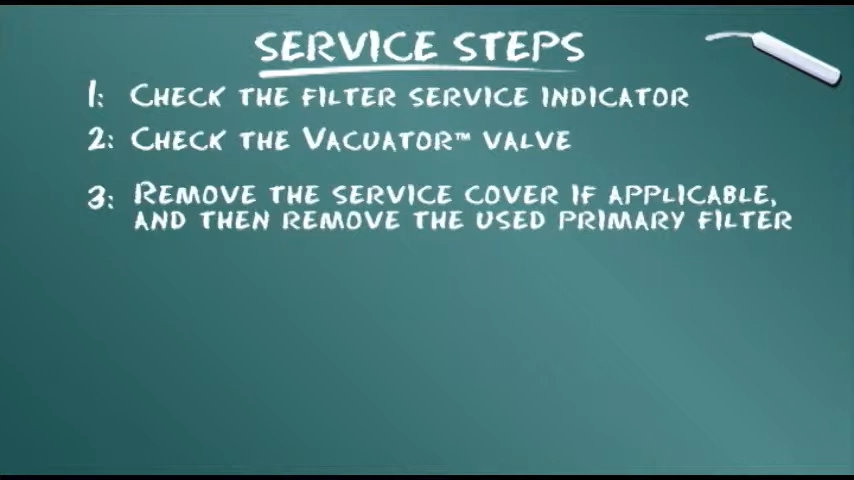 SERVICE STEPS
1: CHECK THE FILTER SERVICE INDICATOR
2: CHECK THE VACUATOR™ VALVE
3: REMOVE THE SERVICE COVER IF APPLICABLE,
AND THEN REMOVE THE USED PRIMARY FILTER